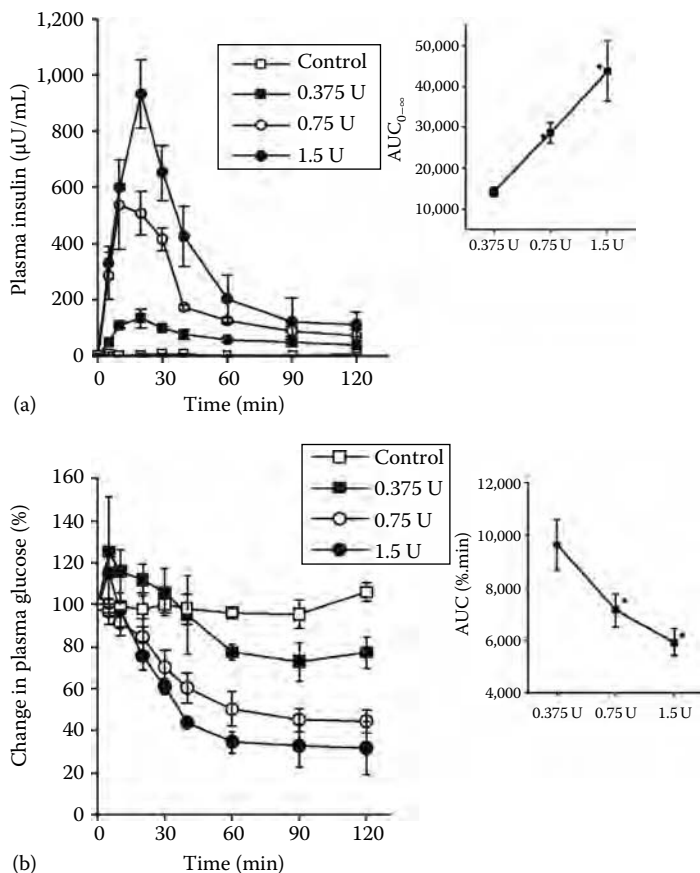 1,200
1,000
800
600
400
200
0
Plasma insulin (µU/mL)
0 30 60 90 120
Time (min)
(a)
Control
0.375 U
0.75 U
1.5 U
50,000
40,000
30,000
20,000
10,000
AUC0–∞
*
*
0.375 U 0.75 U 1.5 U
160
140
120
100
80
60
40
20
0
Change in plasma glucose (%)
0 30 60 90 120
Time (min)
(b)
Control
0.375 U
0.75 U
1.5 U
12,000
10,000
8,000
6,000
4,000
AUC (%.min)
*
*
0.375 U 0.75 U 1.5 U